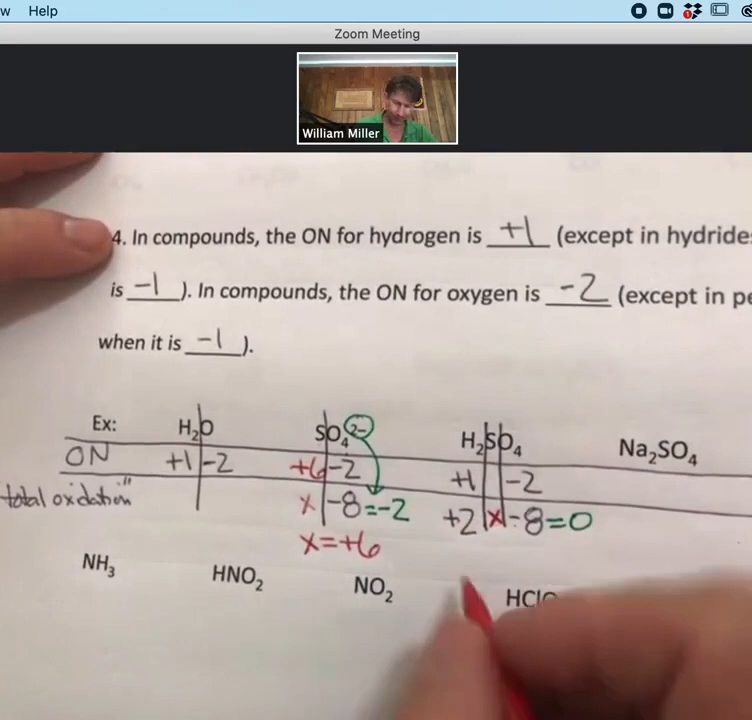 w Help
Zoom Meeting
William Miller
4. In compounds, the ON for hydrogen is +1 (except in hydride
is -1 ). In compounds, the ON for oxygen is -2 (except in pe
when it is -1 ).
Ex: H₂O SO₄²⁻ H₂SO₄ Na₂SO₄
ON +1 -2 +6 -2 +1 -2
"total oxidation" x -8=-2 +2 x -8=0
x=+6
NH₃ HNO₂ NO₂ HClO